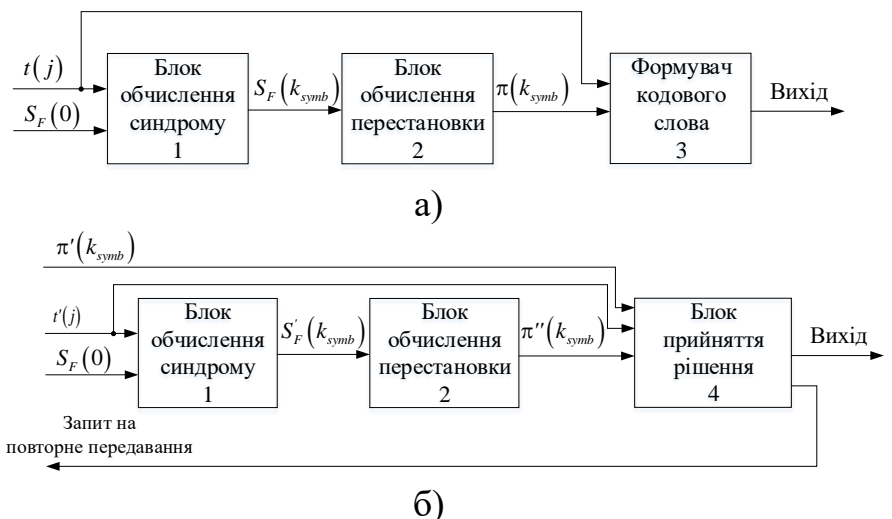 t(j)
S_F(0)
Блок
обчислення
синдрому
1
S_F(k_symb)
Блок
обчислення
перестановки
2
π(k_symb)
Формувач
кодового
слова
3
Вихід
а)
π'(k_symb)
t'(j)
S_F(0)
Блок
обчислення
синдрому
1
S'_F(k_symb)
Блок
обчислення
перестановки
2
π''(k_symb)
Блок
прийняття
рішення
4
Вихід
Запит на
повторне передавання
б)